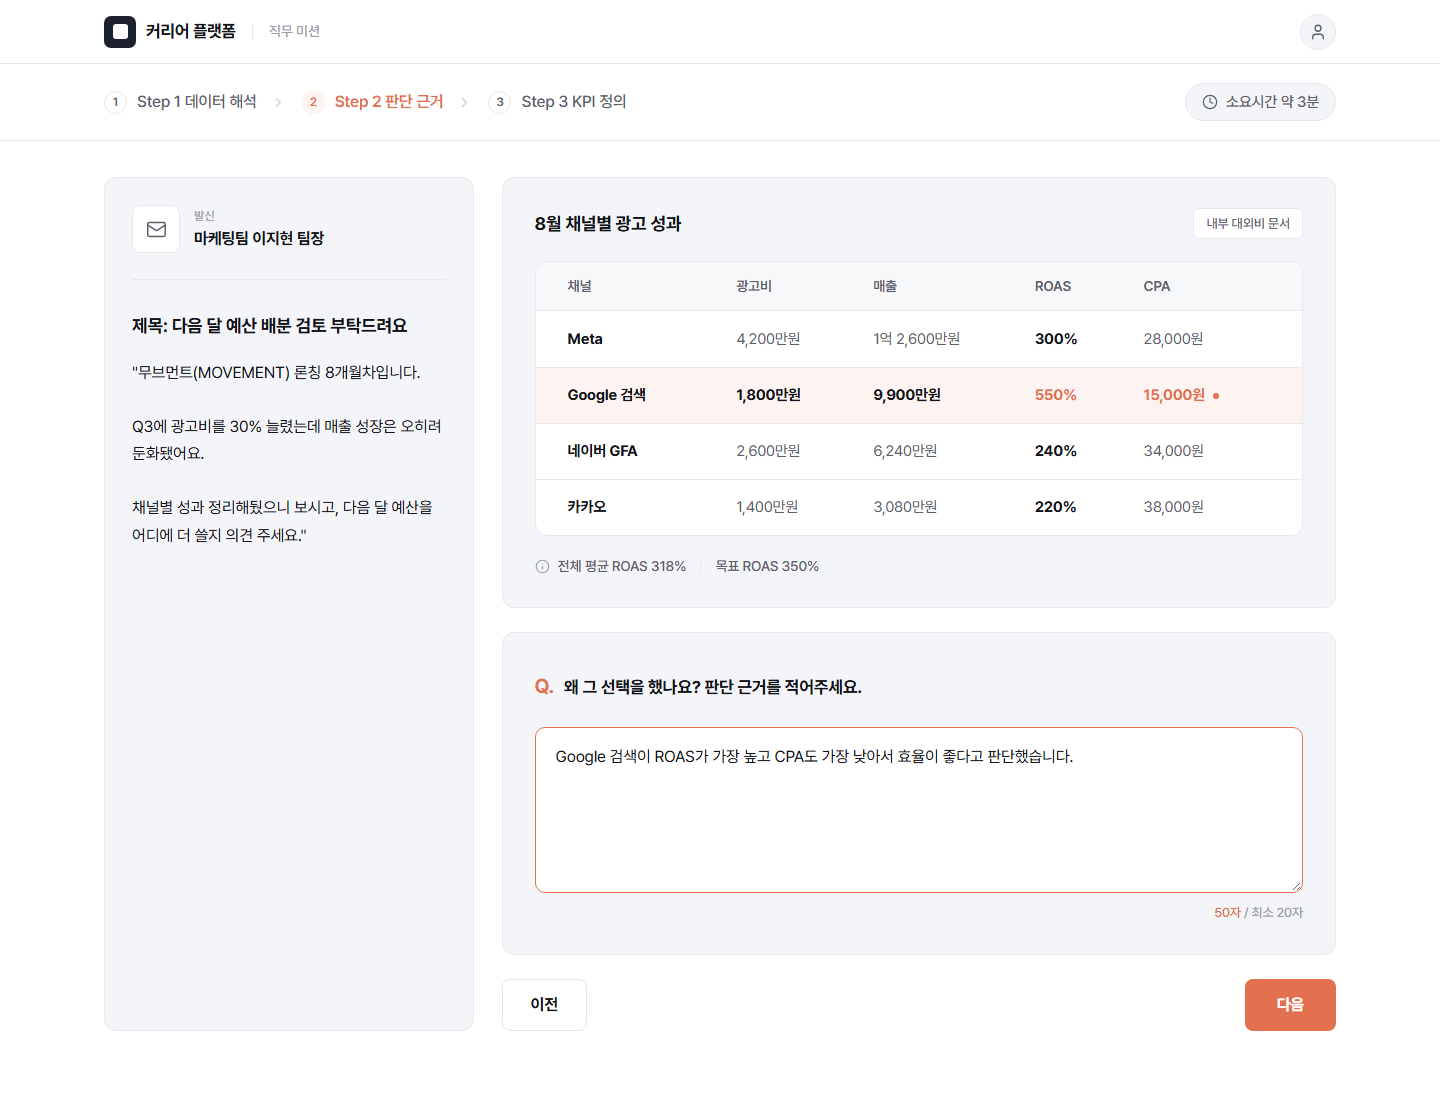 커리어 플랫폼
직무 미션
1 Step 1 데이터 해석
2 Step 2 판단 근거
3 Step 3 KPI 정의
소요시간 약 3분
발신
마케팅팀 이지현 팀장
제목: 다음 달 예산 배분 검토 부탁드려요
"무브먼트(MOVEMENT) 론칭 8개월차입니다.
Q3에 광고비를 30% 늘렸는데 매출 성장은 오히려
둔화됐어요.
채널별 성과 정리해뒀으니 보시고, 다음 달 예산을
어디에 더 쓸지 의견 주세요."
8월 채널별 광고 성과
내부 대외비 문서
채널 광고비 매출 ROAS CPA
Meta 4,200만원 1억 2,600만원 300% 28,000원
Google 검색 1,800만원 9,900만원 550% 15,000원
네이버 GFA 2,600만원 6,240만원 240% 34,000원
카카오 1,400만원 3,080만원 220% 38,000원
전체 평균 ROAS 318% 목표 ROAS 350%
Q. 왜 그 선택을 했나요? 판단 근거를 적어주세요.
Google 검색이 ROAS가 가장 높고 CPA도 가장 낮아서 효율이 좋다고 판단했습니다.
50자 / 최소 20자
이전
다음